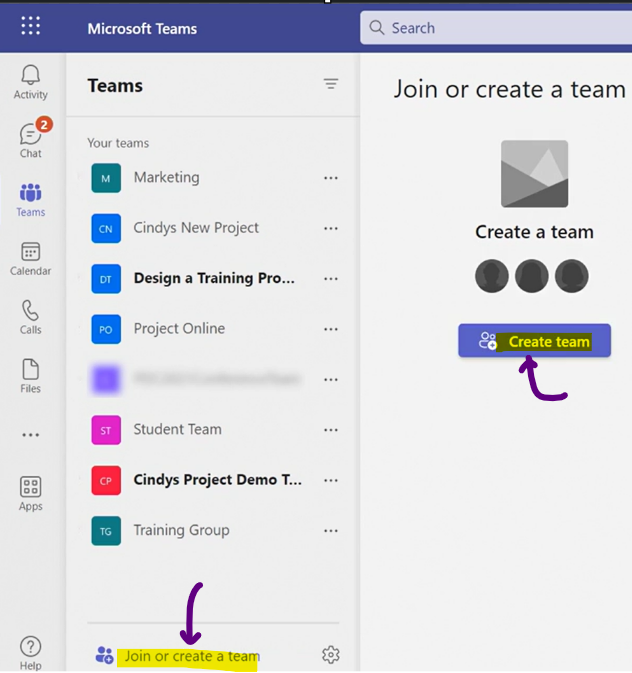 Microsoft Teams
Search
Activity
2
Chat
Teams
Calendar
Calls
Files
Apps
Help
Teams
Your teams
M Marketing
CN Cindys New Project
DT Design a Training Pro...
PO Project Online
ST Student Team
CP Cindys Project Demo T...
TG Training Group
Join or create a team
Join or create a team
Create a team
Create team